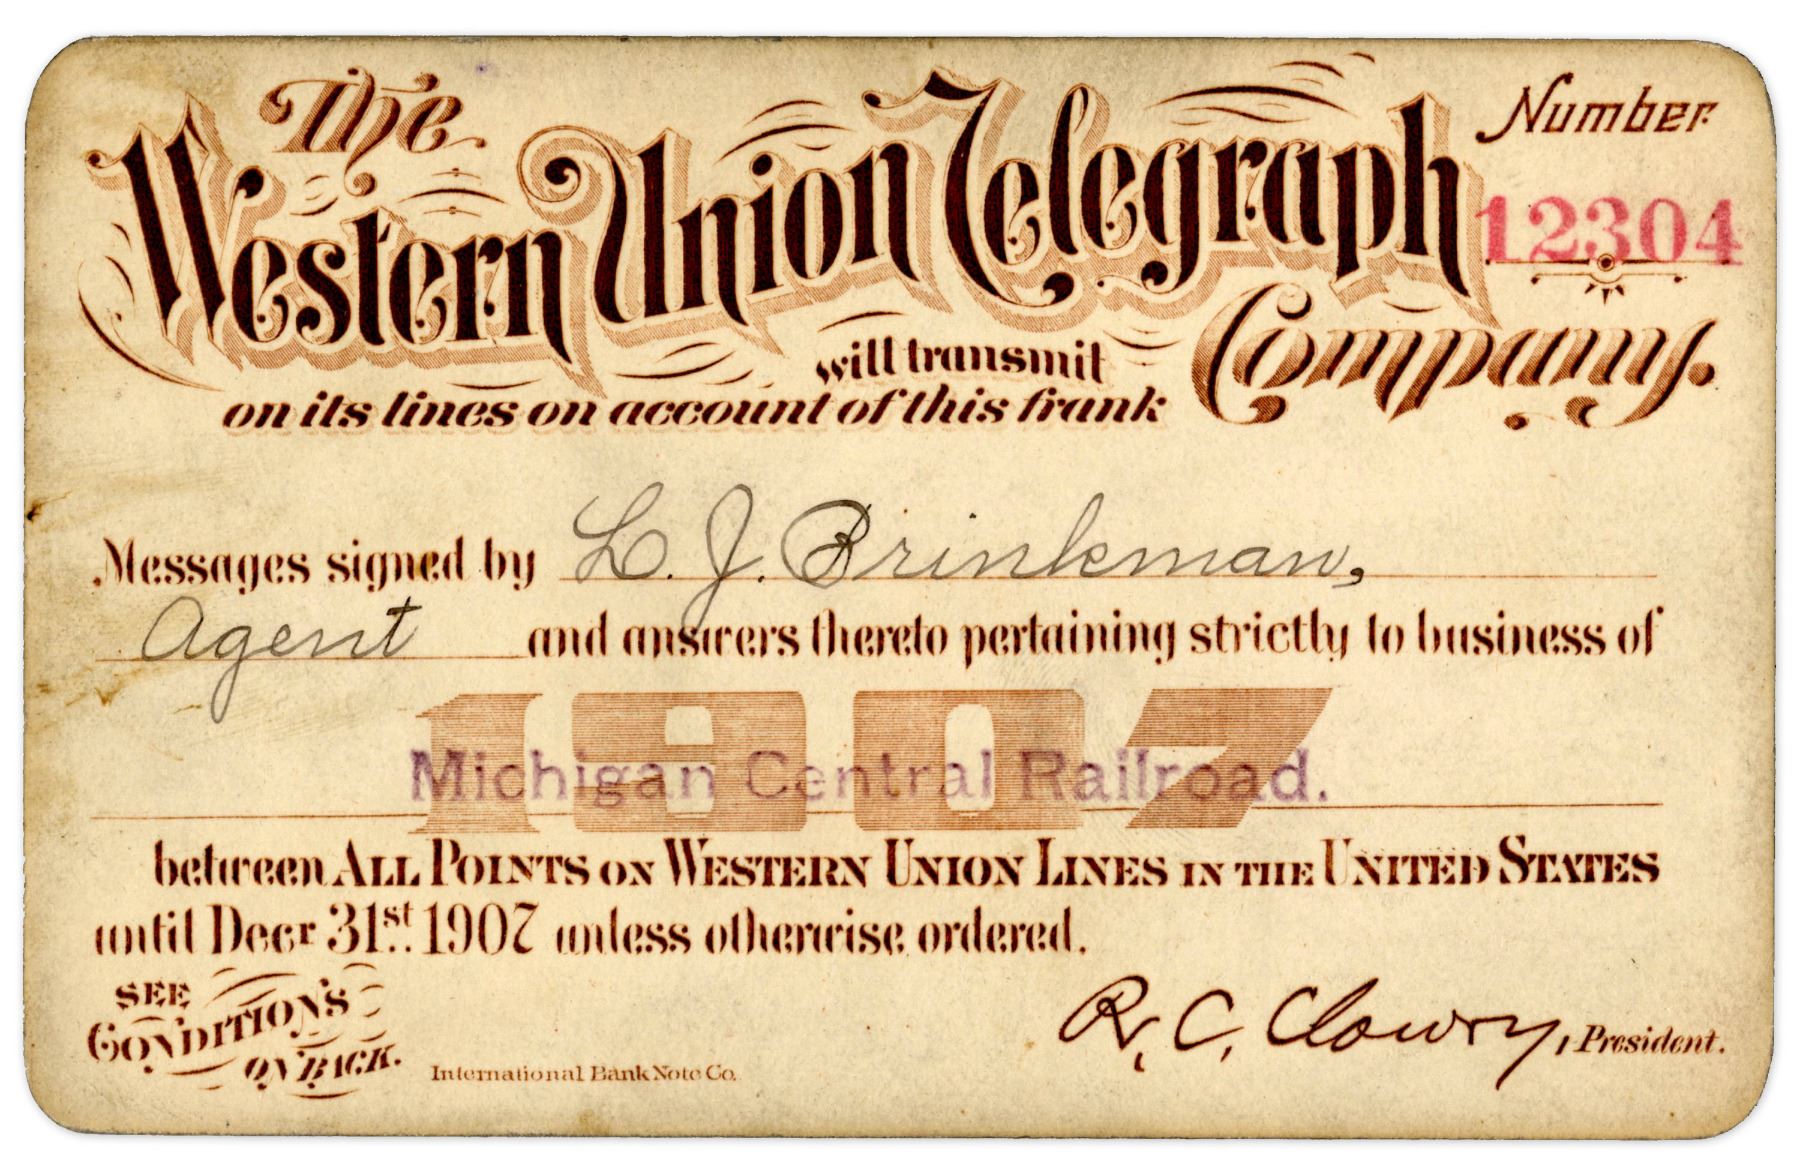 The
Western Union Telegraph
Company.
Number
12304
will transmit
on its lines on account of this frank
Messages signed by L. J. Brinkman,
Agent and answers thereto pertaining strictly to business of
1907
Michigan Central Railroad.
between ALL POINTS ON WESTERN UNION LINES IN THE UNITED STATES
until Decr 31st. 1907 unless otherwise ordered.
SEE
CONDITIONS
ON BACK.
International Bank Note Co.
R. C. Clowry, President.